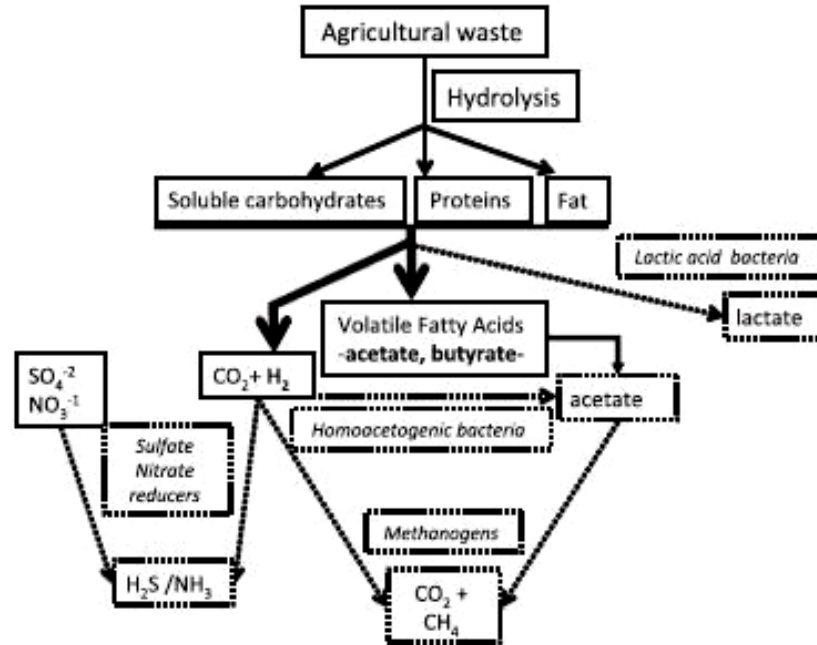 Agricultural waste
Hydrolysis
Soluble carbohydrates
Proteins
Fat
Lactic acid bacteria
lactate
Volatile Fatty Acids
-acetate, butyrate-
SO₄⁻²
NO₃⁻¹
CO₂+ H₂
acetate
Homoacetogenic bacteria
Sulfate
Nitrate
reducers
Methanogens
H₂S /NH₃
CO₂ +
CH₄